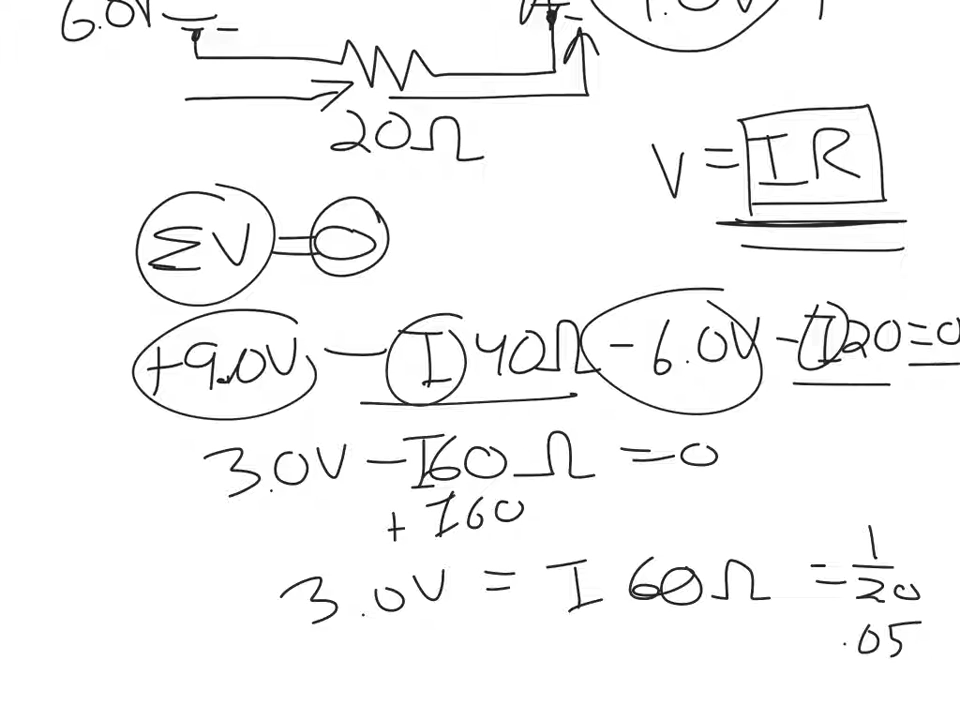 6.0V
20Ω
V = IR
ΣV = 0
+9.0V - I40Ω - 6.0V - I20 = 0
3.0V - I60Ω = 0
+ I60
3.0V = I 60Ω = 1/20
.05